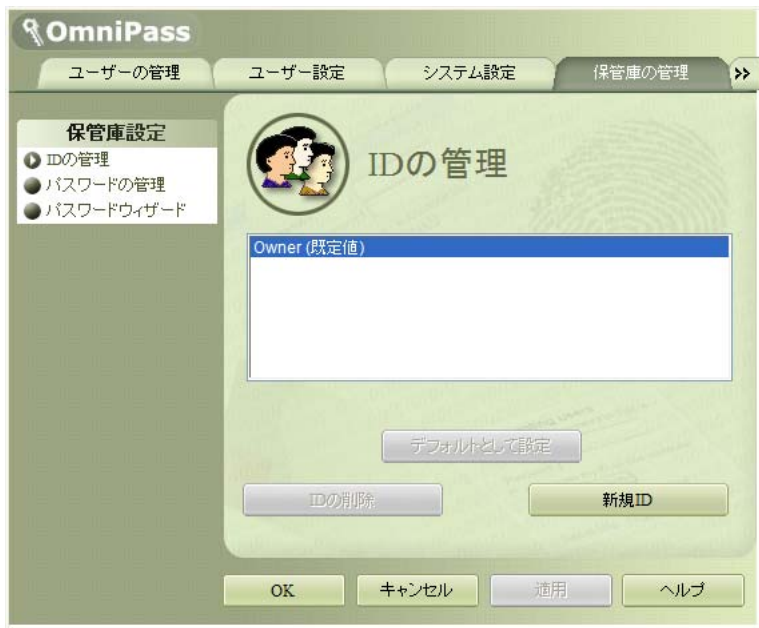 OmniPass
ユーザーの管理
ユーザー設定
システム設定
保管庫の管理
>>
保管庫設定
IDの管理
パスワードの管理
パスワードウィザード
IDの管理
Owner (既定値)
デフォルトとして設定
IDの削除
新規ID
OK
キャンセル
適用
ヘルプ